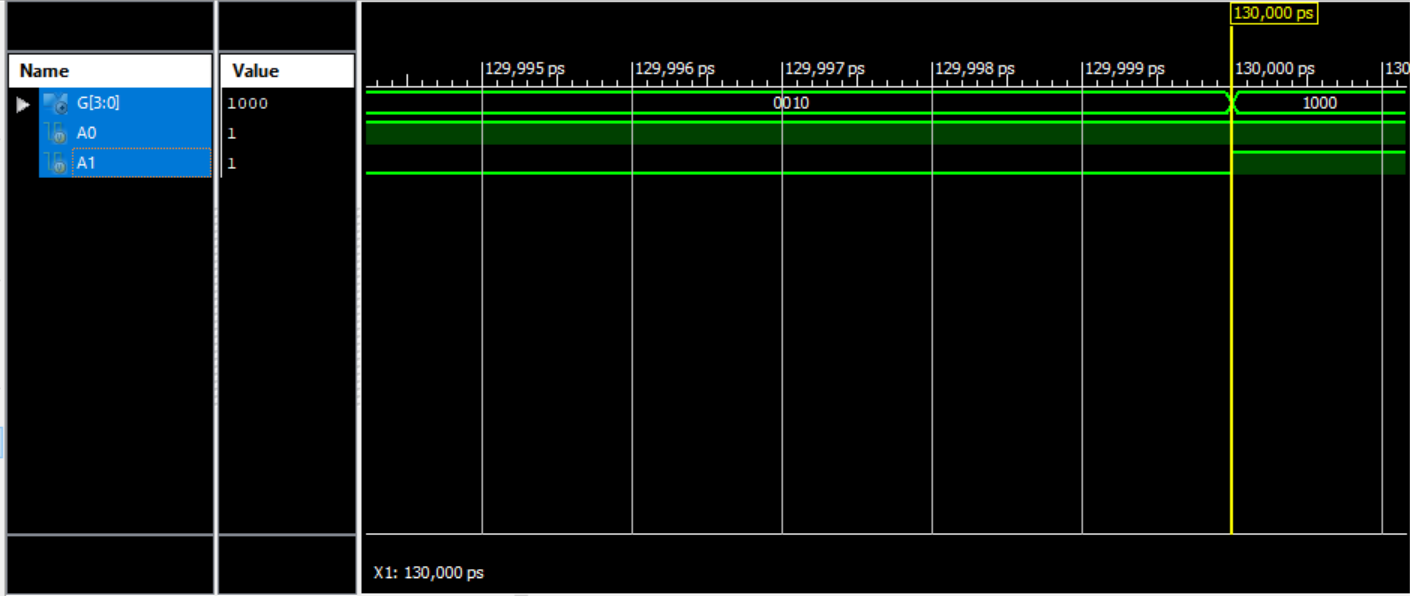 130,000 ps
Name
Value
129,995 ps 129,996 ps 129,997 ps 129,998 ps 129,999 ps 130,000 ps 130
G[3:0] 1000 0010 1000
A0 1
A1 1
X1: 130,000 ps